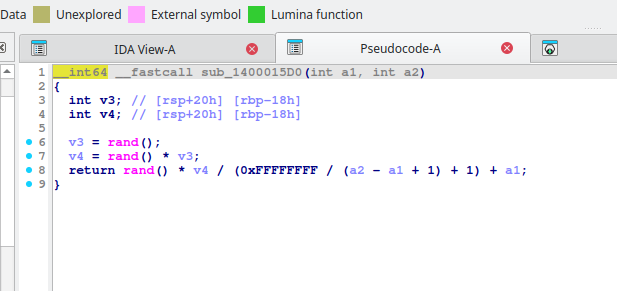 Data Unexplored External symbol Lumina function
IDA View-A Pseudocode-A
1 __int64 __fastcall sub_1400015D0(int a1, int a2)
2 {
3 int v3; // [rsp+20h] [rbp-18h]
4 int v4; // [rsp+20h] [rbp-18h]
5
6 v3 = rand();
7 v4 = rand() * v3;
8 return rand() * v4 / (0xFFFFFFFF / (a2 - a1 + 1) + 1) + a1;
9 }